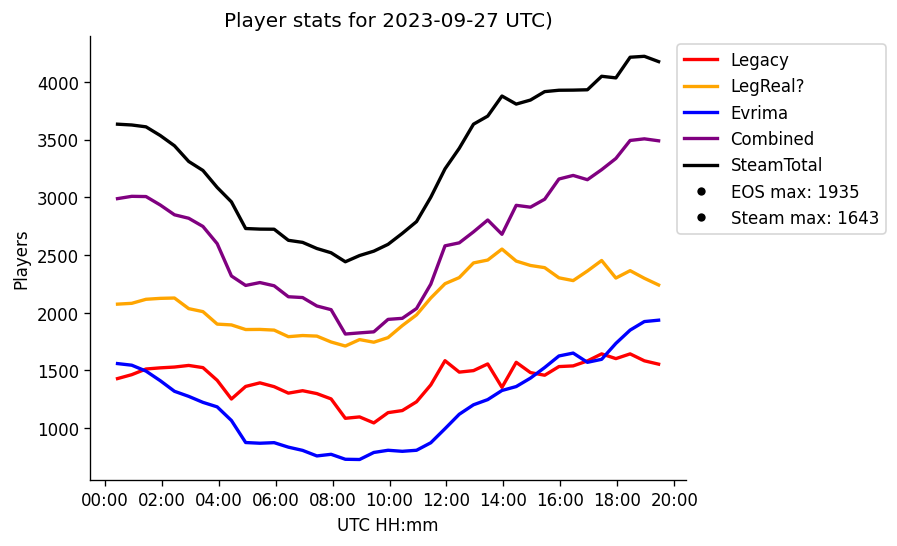 Player stats for 2023-09-27 UTC)
Legacy
LegReal?
Evrima
Combined
SteamTotal
EOS max: 1935
Steam max: 1643
Players
4000
3500
3000
2500
2000
1500
1000
00:00 02:00 04:00 06:00 08:00 10:00 12:00 14:00 16:00 18:00 20:00
UTC HH:mm